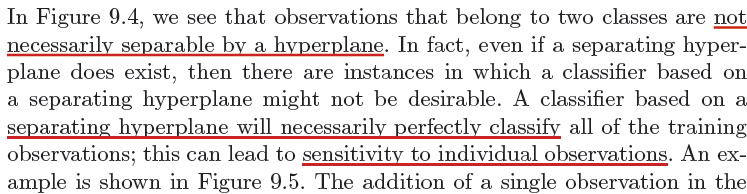 In Figure 9.4, we see that observations that belong to two classes are not
necessarily separable by a hyperplane. In fact, even if a separating hyper-
plane does exist, then there are instances in which a classifier based on
a separating hyperplane might not be desirable. A classifier based on a
separating hyperplane will necessarily perfectly classify all of the training
observations; this can lead to sensitivity to individual observations. An ex-
ample is shown in Figure 9.5. The addition of a single observation in the